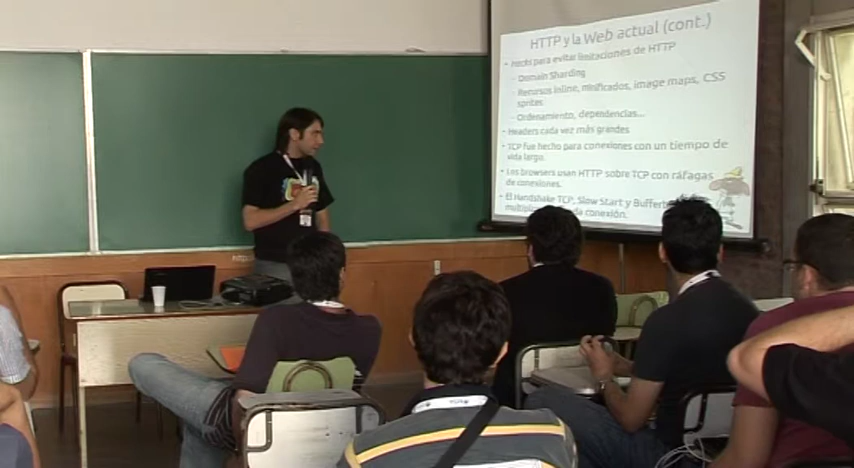 HTTP y la Web actual (cont.)
• hecks para evitar limitaciones de HTTP
- Domain Sharding
- Recursos inline, minificados, image maps, CSS
sprites
- Ordenamiento, dependencias...
• Headers cada vez más grandes
• TCP fue hecho para conexiones con un tiempo de
vida largo.
• Los browsers usan HTTP sobre TCP con ráfagas
de conexiones.
• El Handshake TCP, Slow Start y
conexión.